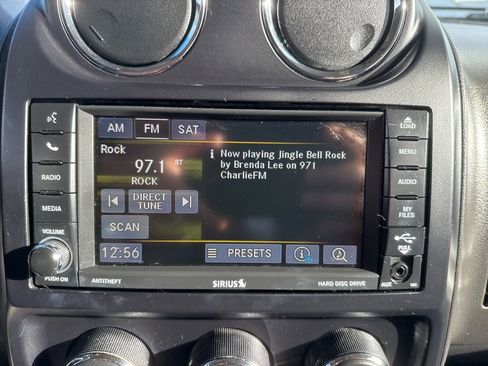 LOAD
AM FM SAT
MENU
Rock
97.1 ST
ROCK
i Now playing Jingle Bell Rock
by Brenda Lee on 971
CharlieFM
RADIO
AUDIO
DIRECT
TUNE
MEDIA
MY
FILES
SCAN
VOLUME
12:56
PRESETS
i
PULL
PUSH ON
ANTITHEFT
SIRIUS
HARD DISC DRIVE
AUX